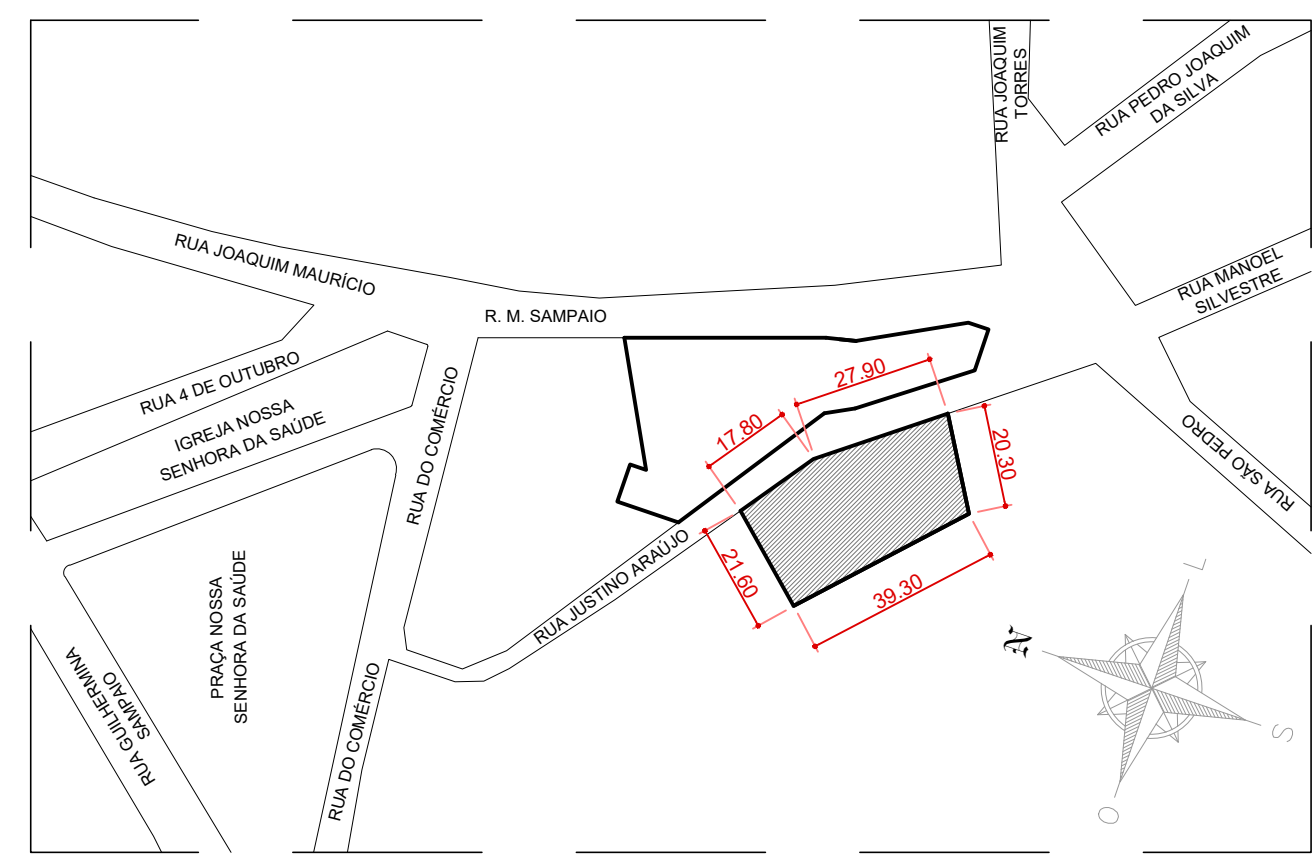 RUA JOAQUIM
TORRES
RUA PEDRO JOAQUIM
DA SILVA
RUA JOAQUIM MAURÍCIO
RUA MANOEL
SILVESTRE
R. M. SAMPAIO
RUA 4 DE OUTUBRO
IGREJA NOSSA
SENHORA DA SAÚDE
RUA DO COMÉRCIO
27.90
17.80
20.30
RUA SÃO PEDRO
21.60
39.30
RUA JUSTINO ARAÚJO
PRAÇA NOSSA
SENHORA DA SAÚDE
RUA GUILHERMINA
SAMPAIO
RUA DO COMÉRCIO
L
N
S
O